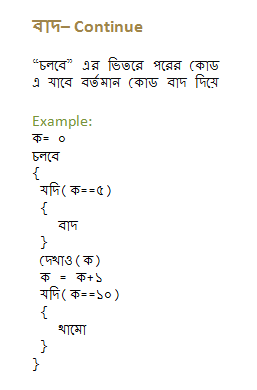 বাদ– Continue
“চলবে” এর ভিতরে পরের কোড
এ যাবে বর্তমান কোড বাদ দিয়ে
Example:
ক= ০
চলবে
{
যদি(ক==৫)
{
বাদ
}
দেখাও(ক)
ক = ক+১
যদি(ক==১০)
{
থামো
}
}